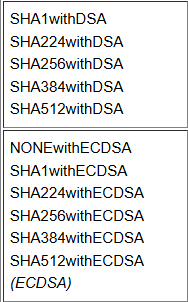 SHA1withDSA
SHA224withDSA
SHA256withDSA
SHA384withDSA
SHA512withDSA
NONEwithECDSA
SHA1withECDSA
SHA224withECDSA
SHA256withECDSA
SHA384withECDSA
SHA512withECDSA
(ECDSA)